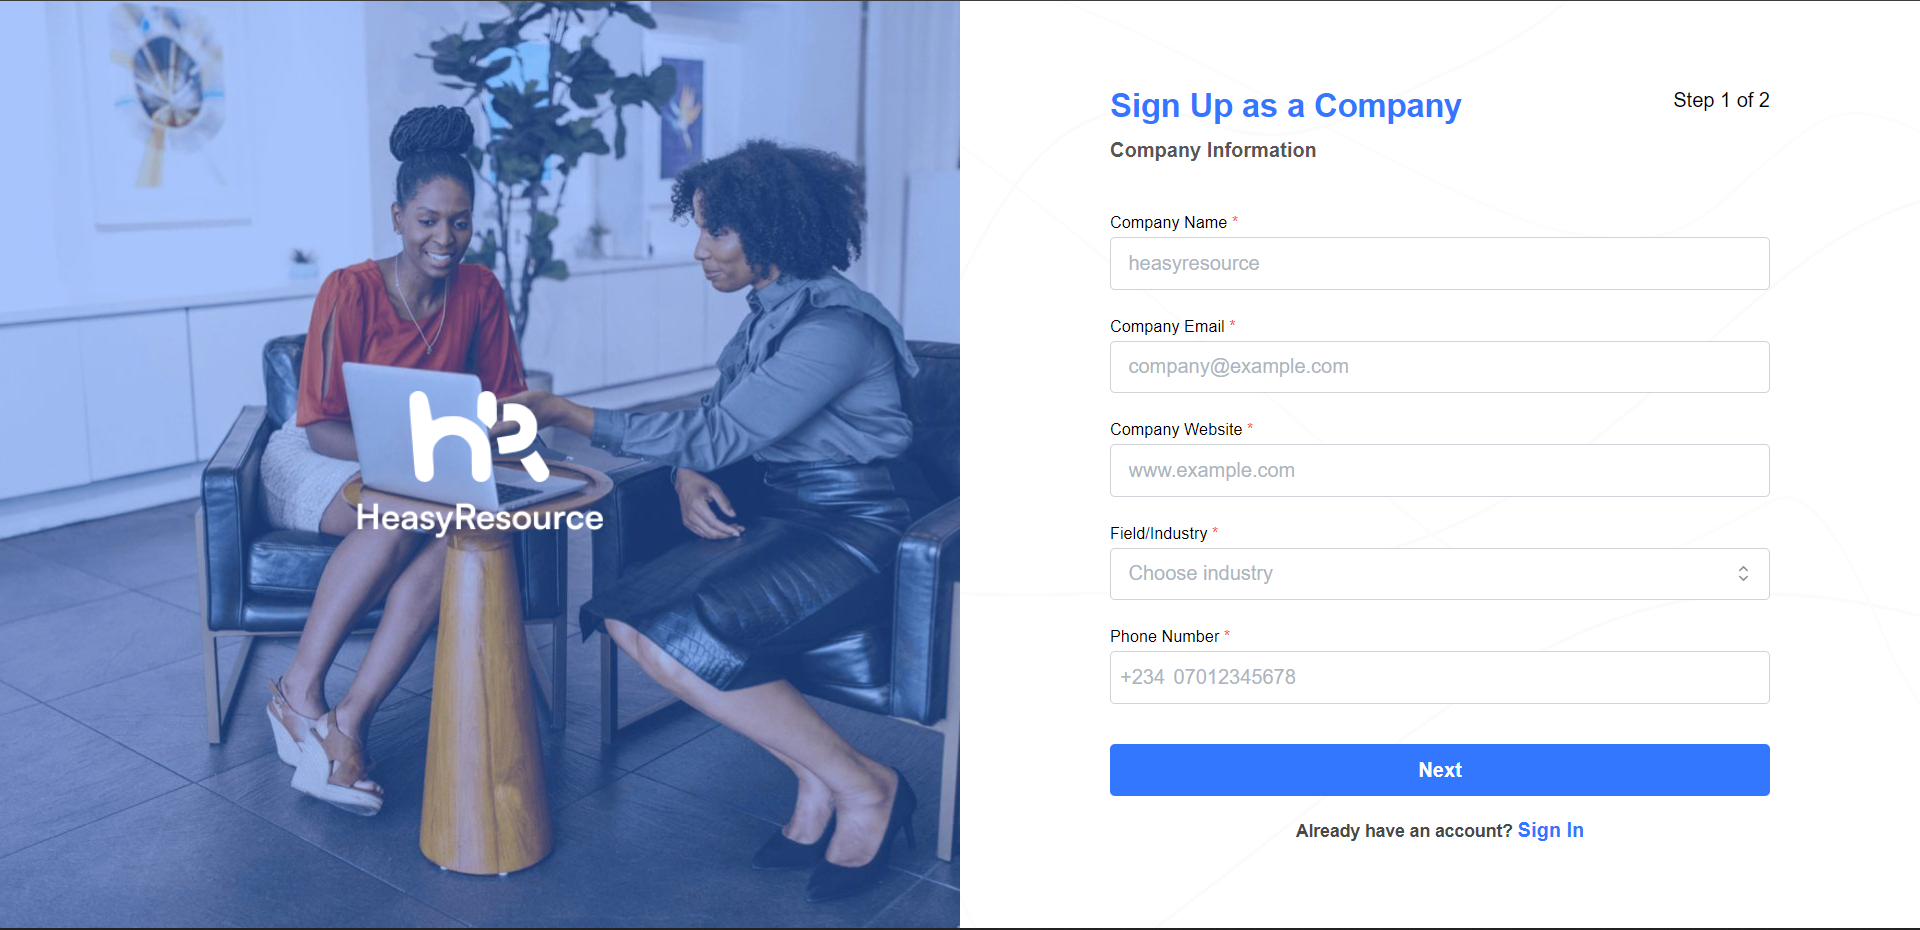 hR
HeasyResource
Sign Up as a Company
Step 1 of 2
Company Information
Company Name *
heasyresource
Company Email *
company@example.com
Company Website *
www.example.com
Field/Industry *
Choose industry
Phone Number *
+234 07012345678
Next
Already have an account? Sign In